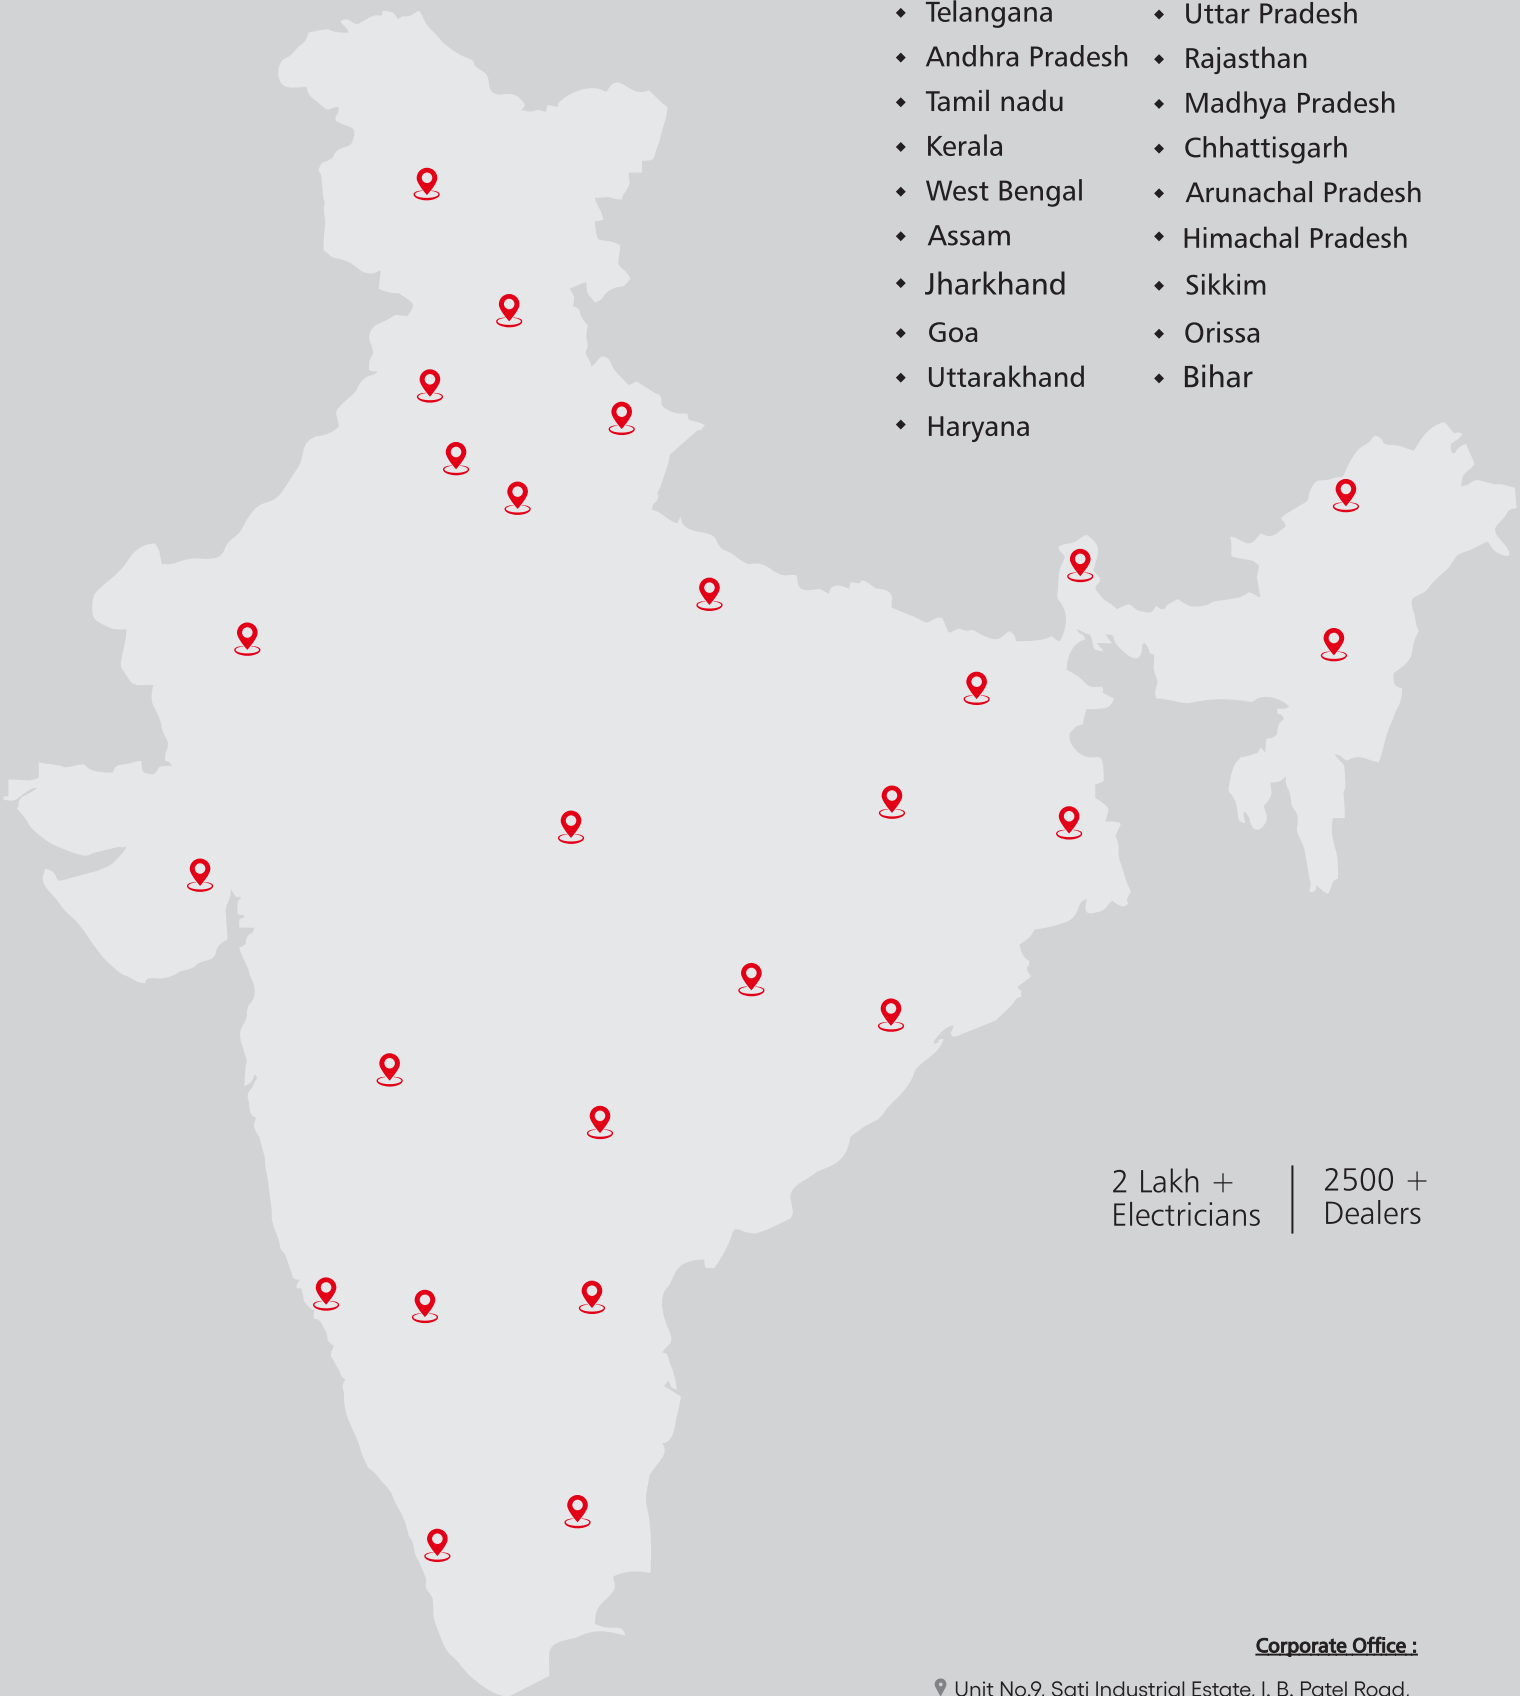 Telangana
Andhra Pradesh
Tamil nadu
Kerala
West Bengal
Assam
Jharkhand
Goa
Uttarakhand
Haryana
Uttar Pradesh
Rajasthan
Madhya Pradesh
Chhattisgarh
Arunachal Pradesh
Himachal Pradesh
Sikkim
Orissa
Bihar
2 Lakh +
Electricians
2500 +
Dealers
Corporate Office :
Unit No.9, Sati Industrial Estate, I. B. Patel Road,